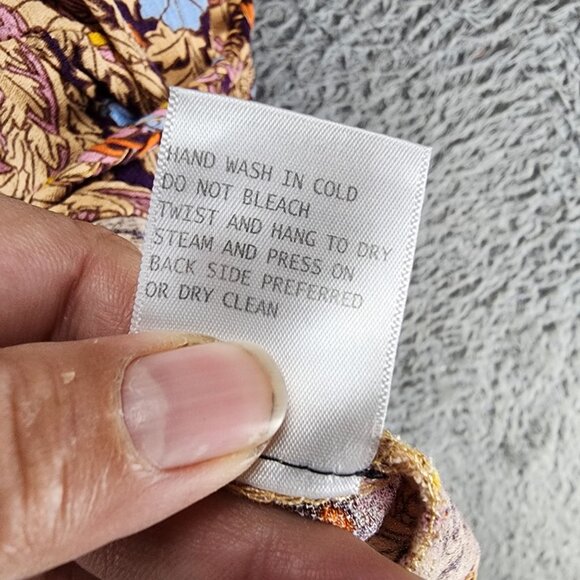 HAND WASH IN COLD
DO NOT BLEACH
TWIST AND HANG TO DRY
STEAM AND PRESS ON
BACK SIDE PREFERRED
OR DRY CLEAN